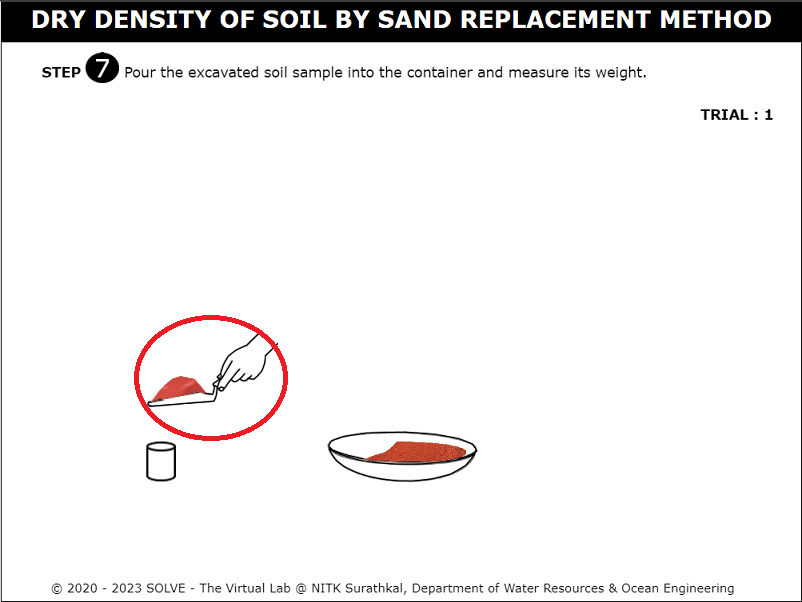 DRY DENSITY OF SOIL BY SAND REPLACEMENT METHOD
STEP 7 Pour the excavated soil sample into the container and measure its weight.
TRIAL : 1
© 2020 - 2023 SOLVE - The Virtual Lab @ NITK Surathkal, Department of Water Resources & Ocean Engineering